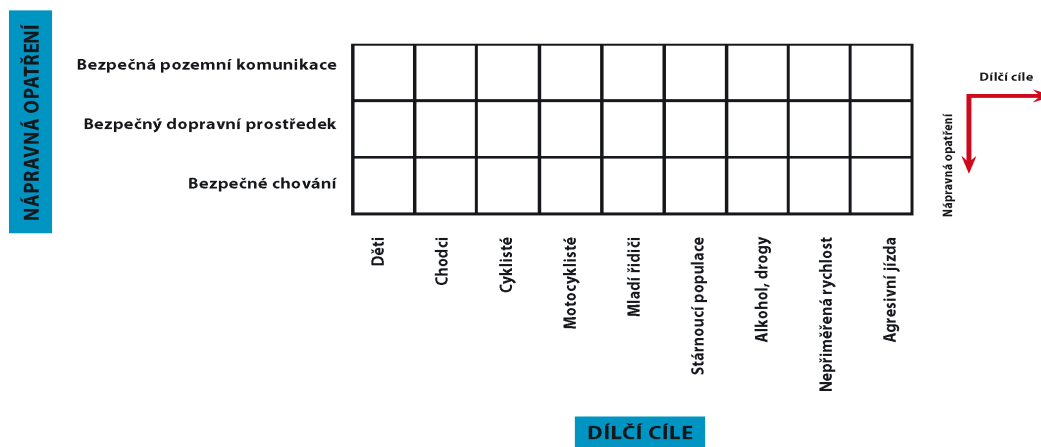 NÁPRAVNÁ OPATŘENÍ
Bezpečná pozemní komunikace
Bezpečný dopravní prostředek
Bezpečné chování
Dílčí cíle
Nápravná opatření
Děti
Chodci
Cyklisté
Motocyklisté
Mladí řidiči
Stárnoucí populace
Alkohol, drogy
Nepřiměřená rychlost
Agresivní jízda
DÍLČÍ CÍLE